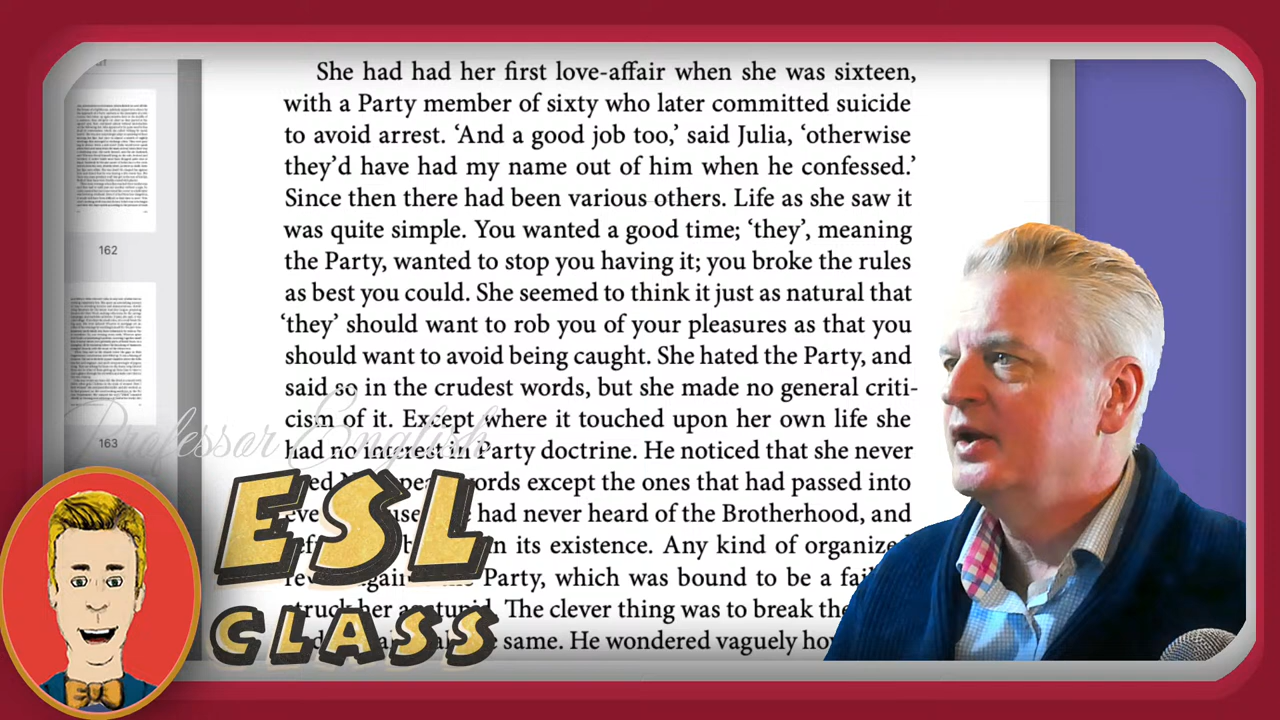 162
163
She had had her first love-affair when she was sixteen,
with a Party member of sixty who later committed suicide
to avoid arrest. ‘And a good job too,’ said Julia, ‘otherwise
they’d have had my name out of him when he confessed.’
Since then there had been various others. Life as she saw it
was quite simple. You wanted a good time; ‘they’, meaning
the Party, wanted to stop you having it; you broke the rules
as best you could. She seemed to think it just as natural that
‘they’ should want to rob you of your pleasures as that you
should want to avoid being caught. She hated the Party, and
said so in the crudest words, but she made no general criti-
cism of it. Except where it touched upon her own life she
had no interest in Party doctrine. He noticed that she never
words except the ones that had passed into
had never heard of the Brotherhood, and
in its existence. Any kind of organized
Party, which was bound to be a
struck her as stupid. The clever thing was to break the
same. He wondered vaguely
Professor English
ESL
CLASS